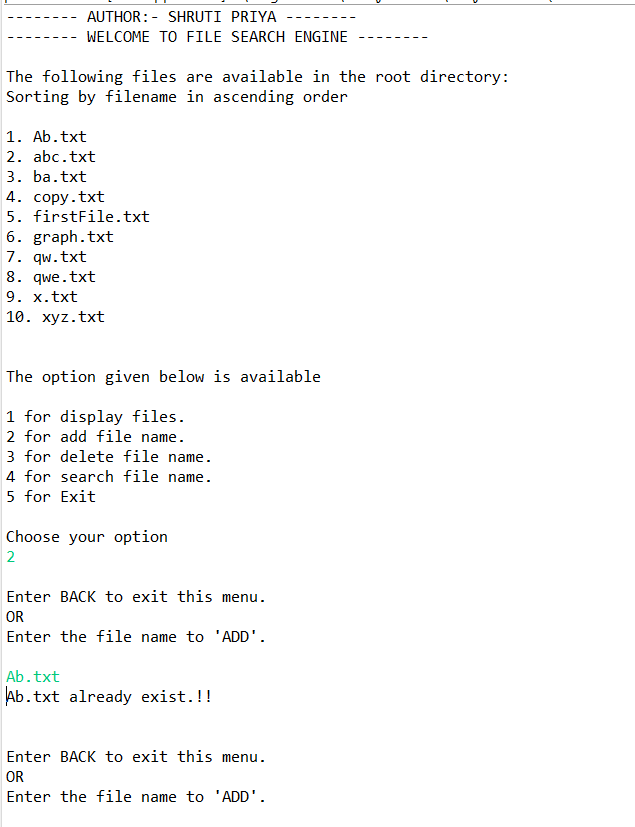 -------- AUTHOR:- SHRUTI PRIYA --------
-------- WELCOME TO FILE SEARCH ENGINE --------
The following files are available in the root directory:
Sorting by filename in ascending order
1. Ab.txt
2. abc.txt
3. ba.txt
4. copy.txt
5. firstFile.txt
6. graph.txt
7. qw.txt
8. qwe.txt
9. x.txt
10. xyz.txt
The option given below is available
1 for display files.
2 for add file name.
3 for delete file name.
4 for search file name.
5 for Exit
Choose your option
2
Enter BACK to exit this menu.
OR
Enter the file name to 'ADD'.
Ab.txt
Ab.txt already exist.!!
Enter BACK to exit this menu.
OR
Enter the file name to 'ADD'.